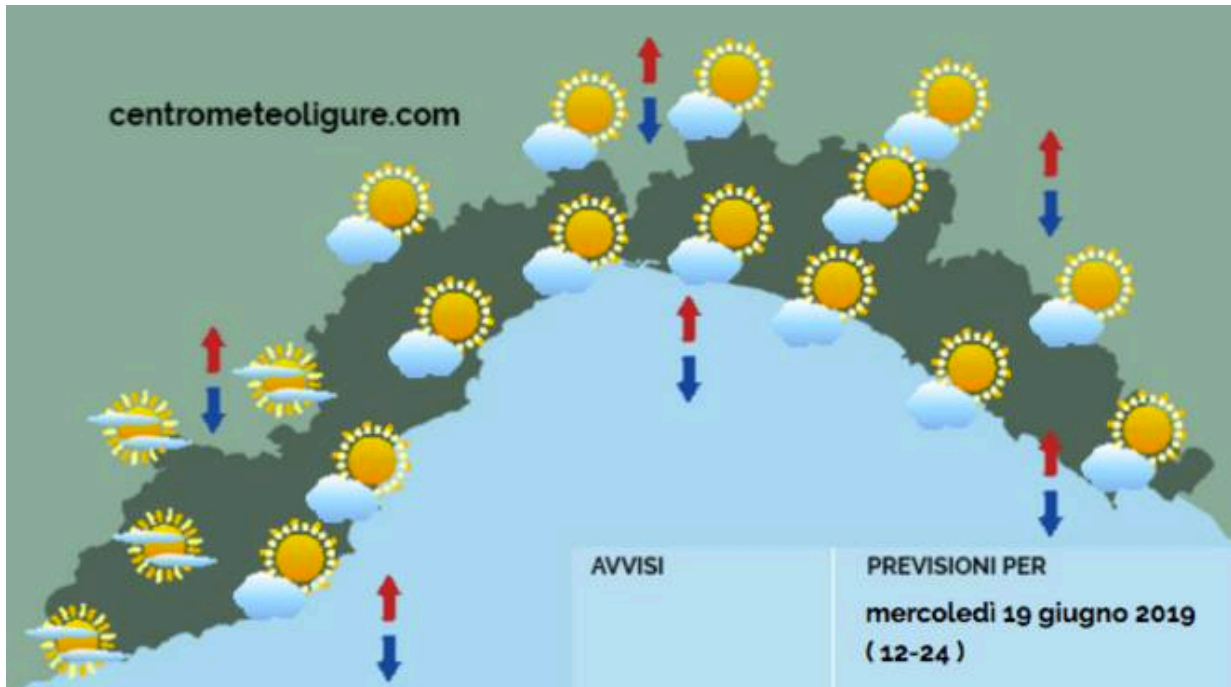 centrometeoligure.com
AVVISI
PREVISIONI PER
mercoledì 19 giugno 2019
( 12-24 )